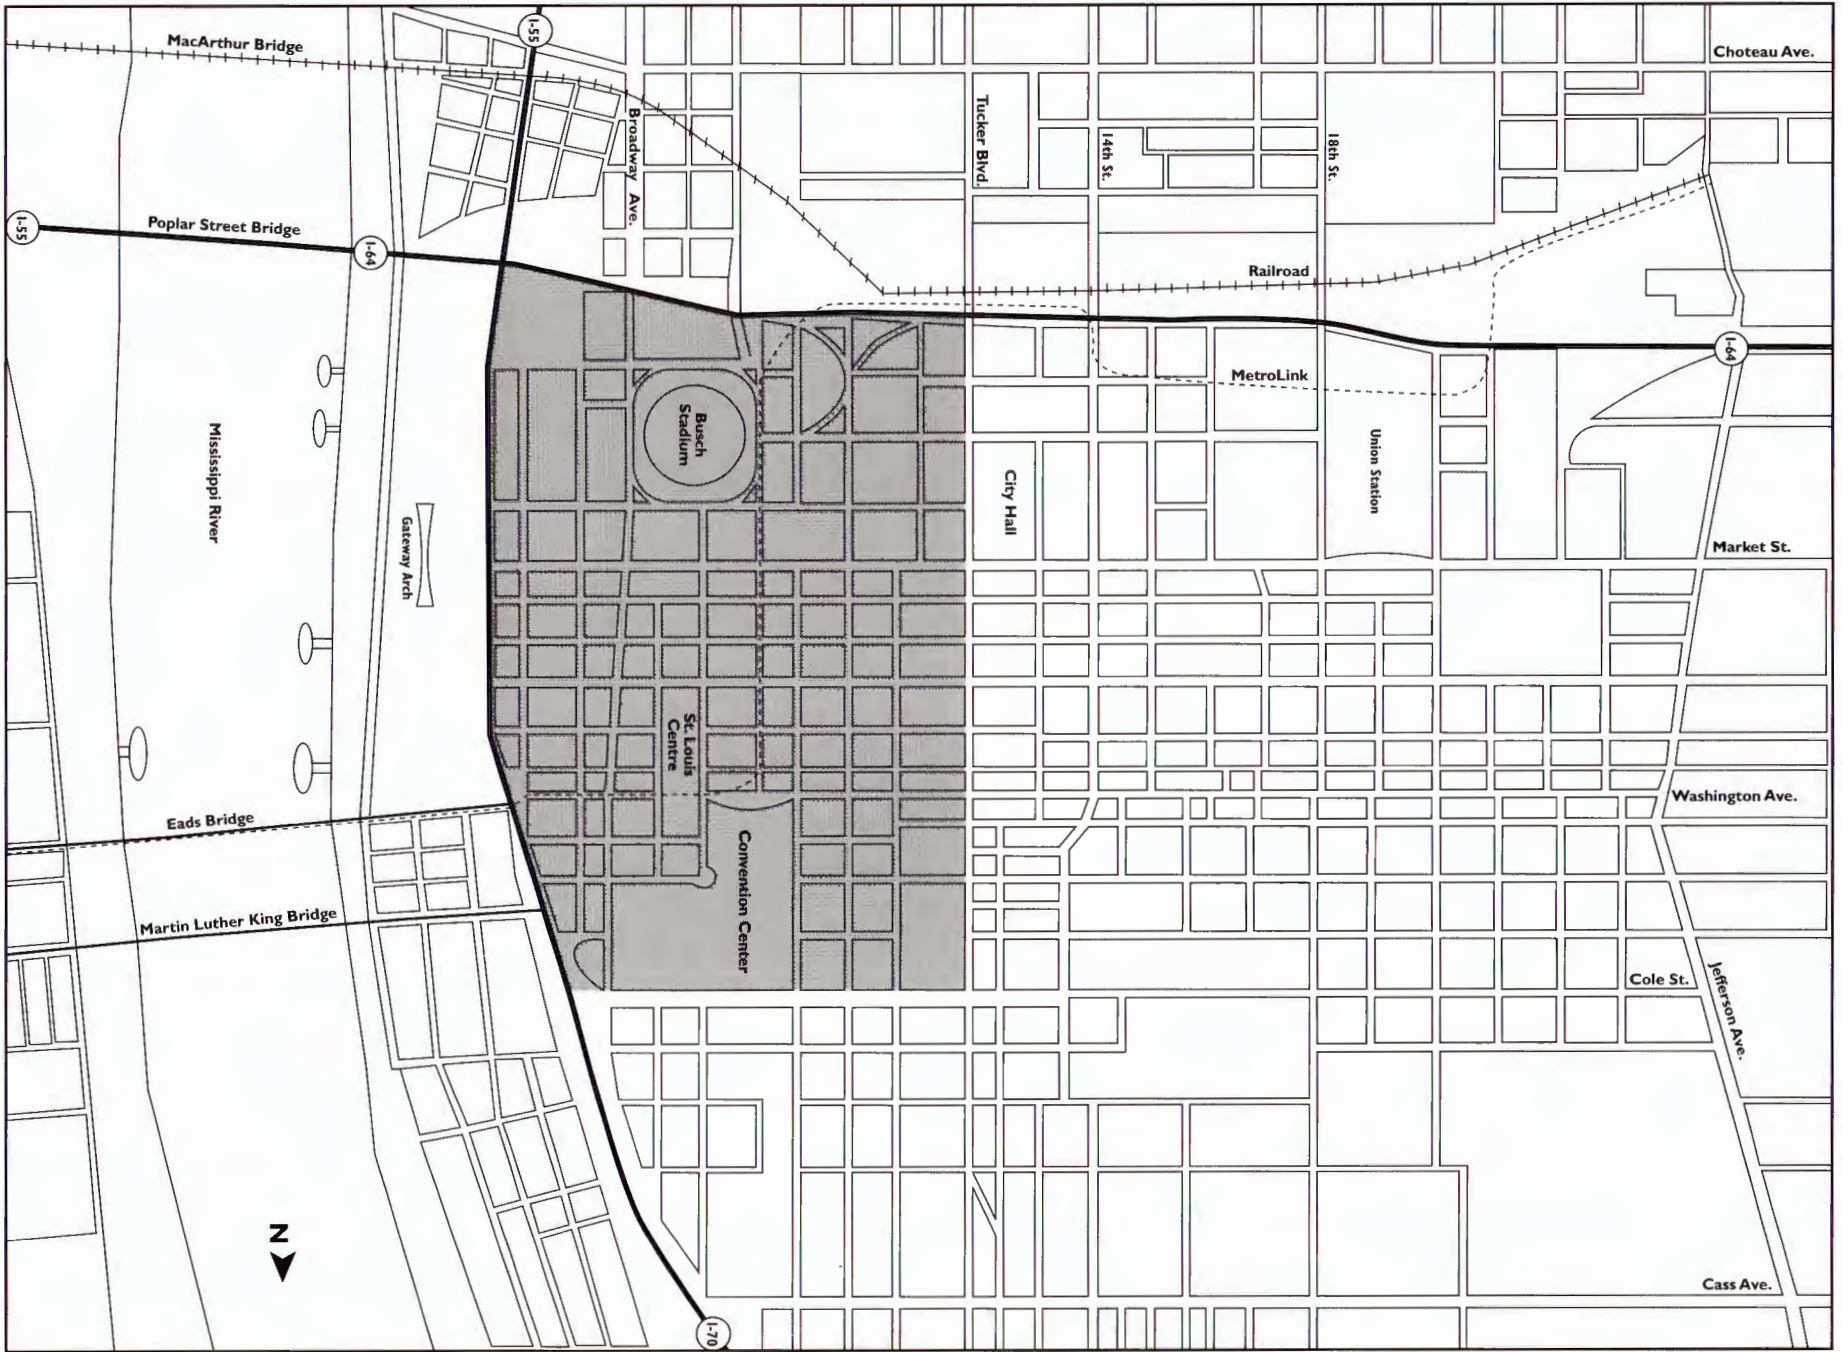 MacArthur Bridge
I-55
Choteau Ave.
Broadway Ave.
Tucker Blvd.
14th St.
18th St.
I-55
Poplar Street Bridge
I-64
Railroad
I-64
MetroLink
Busch
Stadium
Union Station
City Hall
Mississippi River
Gateway Arch
Market St.
St. Louis
Centre
Washington Ave.
Eads Bridge
Convention Center
Martin Luther King Bridge
Cole St.
Jefferson Ave.
N
Cass Ave.
I-70